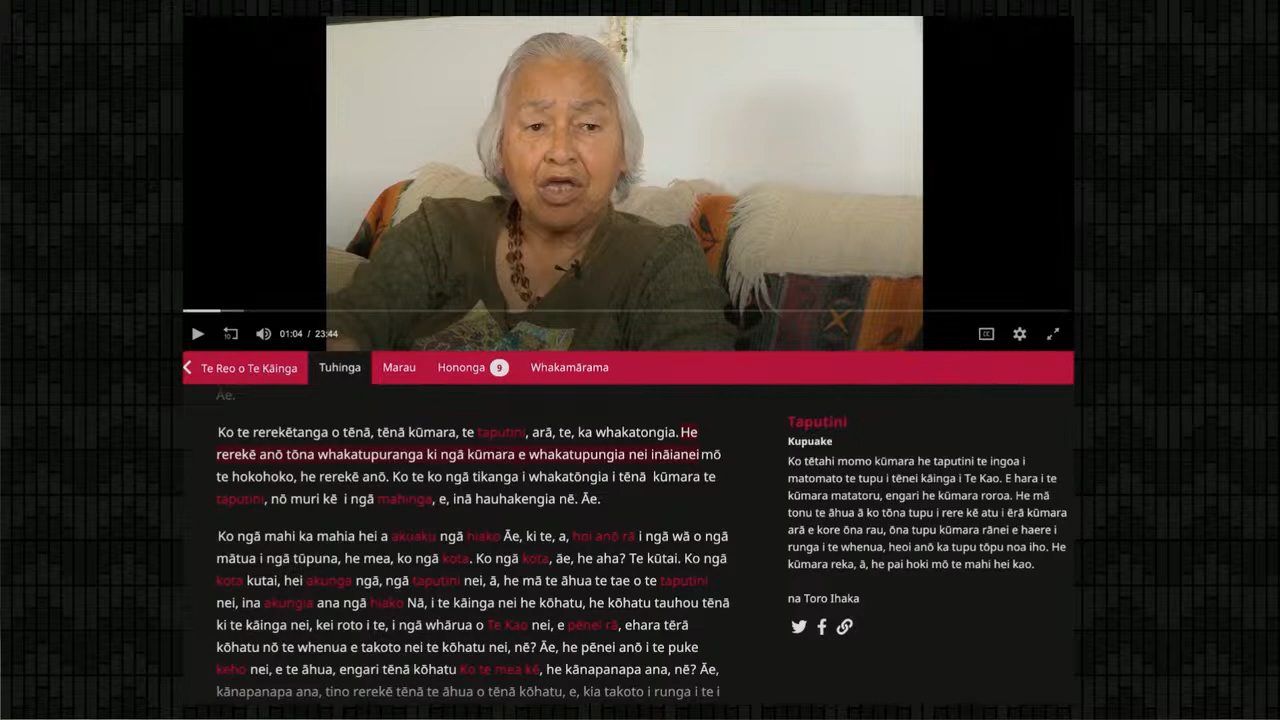 10
01:04 / 23:44
CC
Te Reo o Te Kāinga
Tuhinga
Marau
Hononga 9
Whakamārama
Āe.
Ko te rerekētanga o tēnā, tēnā kūmara, te taputini, arā, te, ka whakatongia. He
rerekē anō tōna whakatupuranga ki ngā kūmara e whakatupungia nei ināianei mō
te hokohoko, he rerekē anō. Ko te ko ngā tikanga i whakatōngia i tēnā kūmara te
taputini, nō muri kē i ngā mahinga, e, inā hauhakengia nē. Āe.
Ko ngā mahi ka mahia hei a akuaku ngā hiako Āe, ki te, a, hoi anō rā i ngā wā o ngā
mātua i ngā tūpuna, he mea, ko ngā kota. Ko ngā kota, āe, he aha? Te kūtai. Ko ngā
kota kutai, hei akunga ngā, ngā taputini nei, ā, he mā te āhua te tae o te taputini
nei, ina akungia ana ngā hiako Nā, i te kāinga nei he kōhatu, he kōhatu tauhou tēnā
ki te kāinga nei, kei roto i te, i ngā whārua o Te Kao nei, e pēnei rā, ehara tērā
kōhatu nō te whenua e takoto nei te kōhatu nei, nē? Āe, he pēnei anō i te puke
keho nei, e te āhua, engari tēnā kōhatu Ko te mea kē, he kānapanapa ana, nē? Āe,
kānapanapa ana, tino rerekē tēnā te āhua o tēnā kōhatu, e, kia takoto i runga i te i
Taputini
Kupuake
Ko tētahi momo kūmara he taputini te ingoa i
matomato te tupu i tēnei kāinga i Te Kao. E hara i te
kūmara matatoru, engari he kūmara roroa. He mā
tonu te āhua ā ko tōna tupu i rere kē atu i ērā kūmara
arā e kore ōna rau, ōna tupu kūmara rānei e haere i
runga i te whenua, heoi anō ka tupu tōpu noa iho. He
kūmara reka, ā, he pai hoki mō te mahi hei kao.
na Toro Ihaka